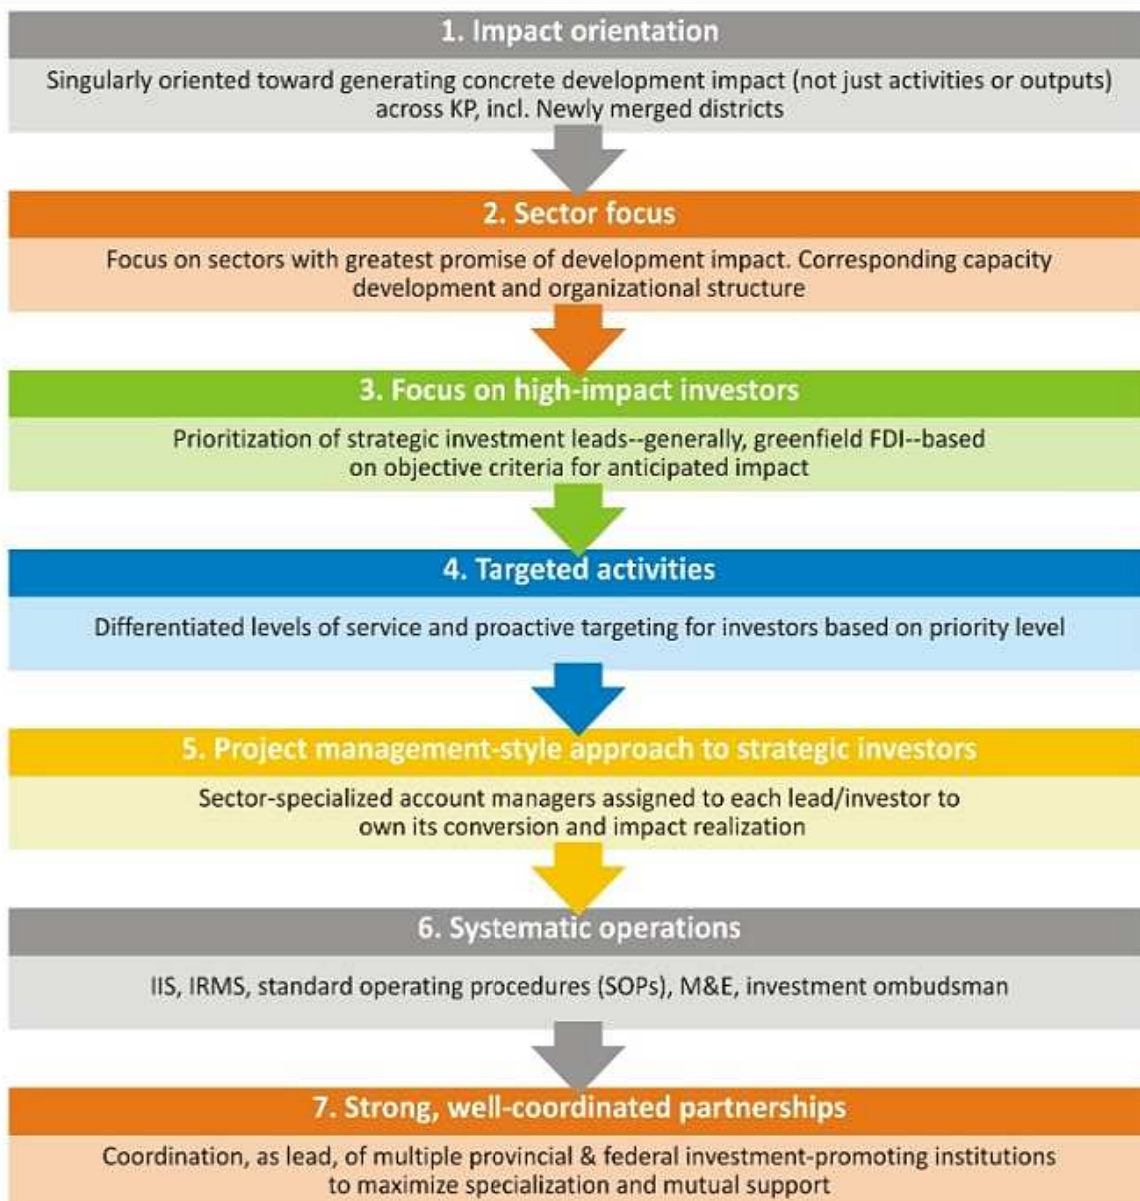 1. Impact orientation
Singularly oriented toward generating concrete development impact (not just activities or outputs)
across KP, incl. Newly merged districts
2. Sector focus
Focus on sectors with greatest promise of development impact. Corresponding capacity
development and organizational structure
3. Focus on high-impact investors
Prioritization of strategic investment leads--generally, greenfield FDI--based
on objective criteria for anticipated impact
4. Targeted activities
Differentiated levels of service and proactive targeting for investors based on priority level
5. Project management-style approach to strategic investors
Sector-specialized account managers assigned to each lead/investor to
own its conversion and impact realization
6. Systematic operations
IIS, IRMS, standard operating procedures (SOPs), M&E, investment ombudsman
7. Strong, well-coordinated partnerships
Coordination, as lead, of multiple provincial & federal investment-promoting institutions
to maximize specialization and mutual support